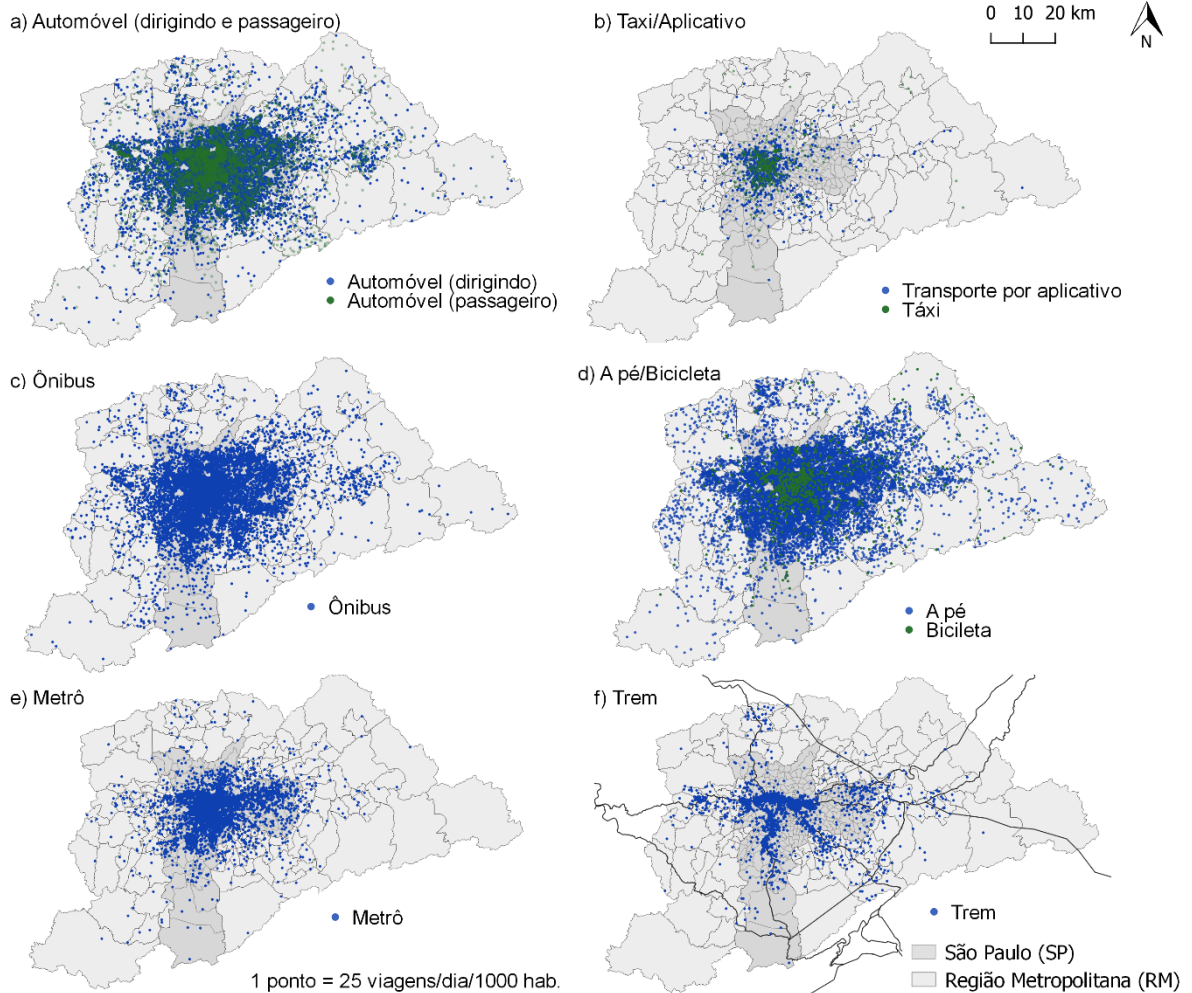 a) Automóvel (dirigindo e passageiro)
b) Taxi/Aplicativo
0 10 20 km
N
Automóvel (dirigindo)
Automóvel (passageiro)
Transporte por aplicativo
Táxi
c) Ônibus
d) A pé/Bicicleta
Ônibus
A pé
Bicileta
e) Metrô
f) Trem
Metrô
Trem
São Paulo (SP)
Região Metropolitana (RM)
1 ponto = 25 viagens/dia/1000 hab.